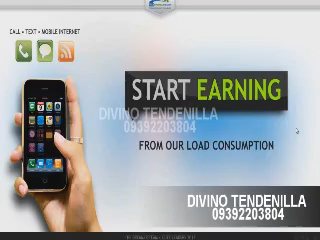 CALL • TEXT • MOBILE INTERNET
START EARNING
DIVINO TENDENILLA
09392203804
FROM OUR LOAD CONSUMPTION
DIVINO TENDENILLA
09392203804